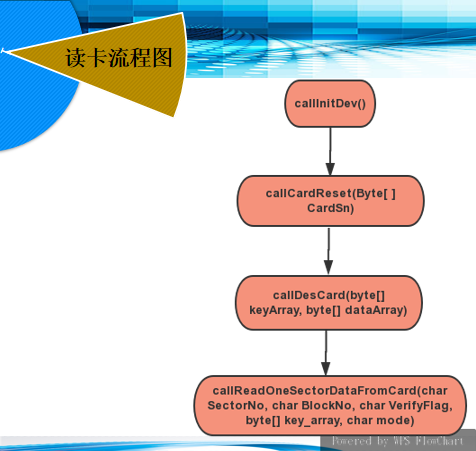 读卡流程图
callInitDev()
callCardReset(Byte[ ]
CardSn)
callDesCard(byte[]
keyArray, byte[] dataArray)
callReadOneSectorDataFromCard(char
SectorNo, char BlockNo, char VerifyFlag,
byte[] key_array, char mode)
Powered by WPS FlowChart